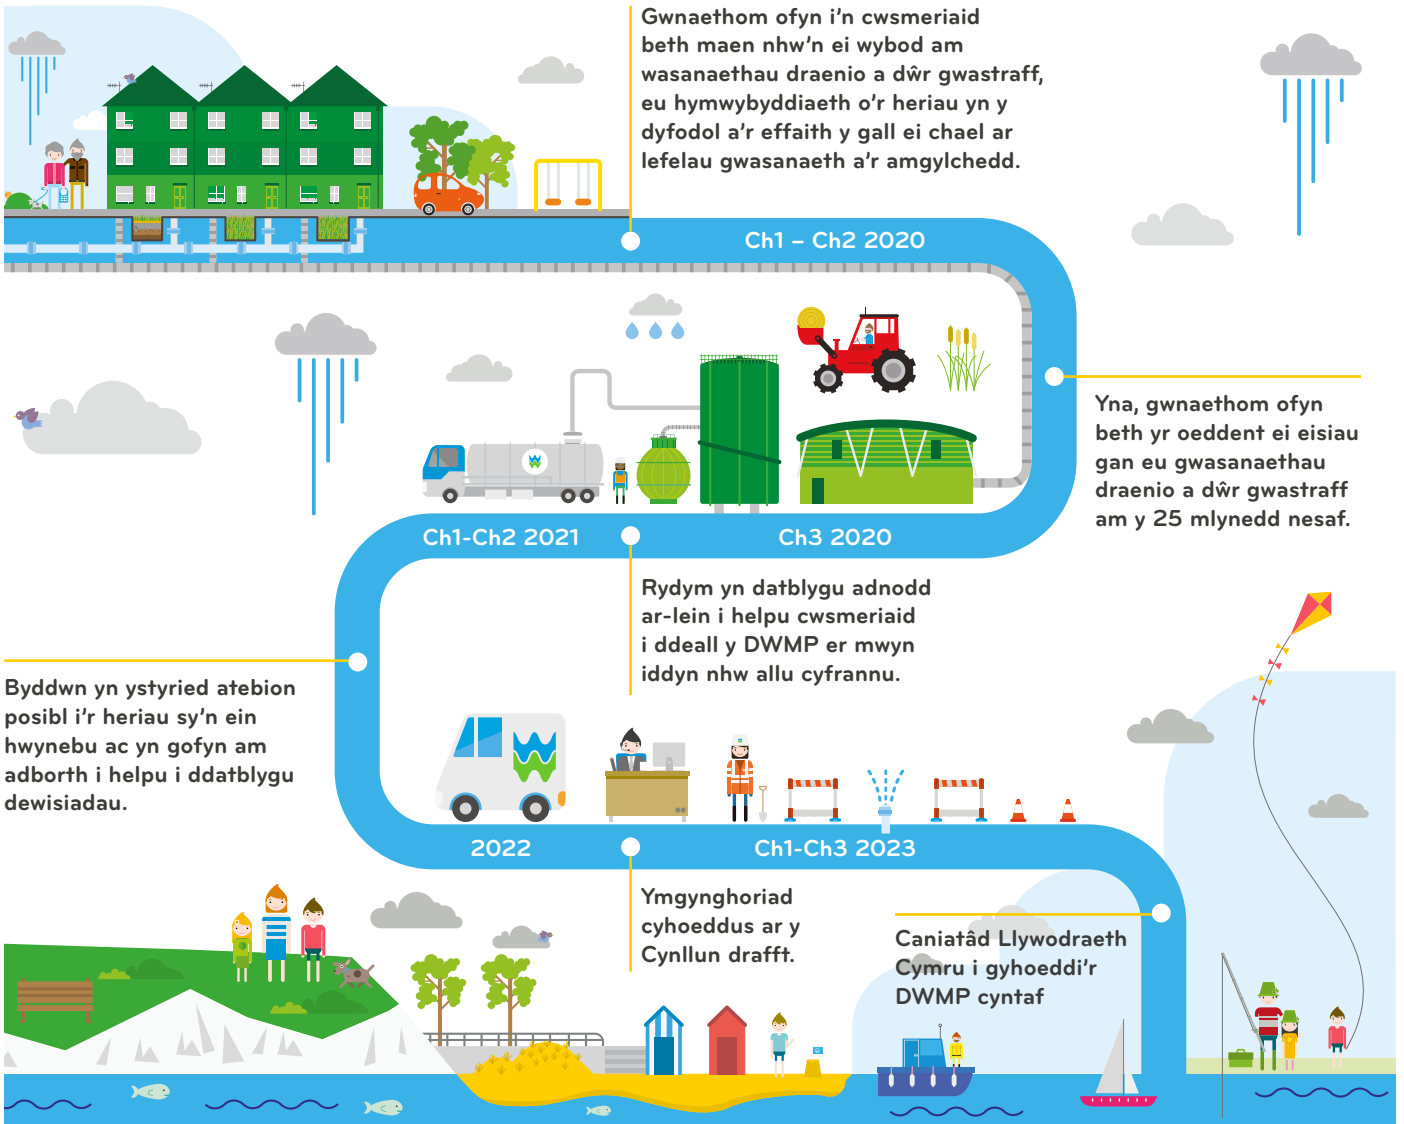 Gwnaethom ofyn i'n cwsmeriaid
beth maen nhw'n ei wybod am
wasanaethau draenio a dŵr gwastraff,
eu hymwybyddiaeth o'r heriau yn y
dyfodol a'r effaith y gall ei chael ar
lefelau gwasanaeth a'r amgylchedd.
Ch1 – Ch2 2020
Yna, gwnaethom ofyn
beth yr oeddent ei eisiau
gan eu gwasanaethau
draenio a dŵr gwastraff
am y 25 mlynedd nesaf.
Ch3 2020
Rydym yn datblygu adnodd
ar-lein i helpu cwsmeriaid
i ddeall y DWMP er mwyn
iddyn nhw allu cyfrannu.
Ch1-Ch2 2021
Byddwn yn ystyried atebion
posibl i'r heriau sy'n ein
hwynebu ac yn gofyn am
adborth i helpu i ddatblygu
dewisiadau.
2022
Ymgynghoriad
cyhoeddus ar y
Cynllun drafft.
Ch1-Ch3 2023
Caniatâd Llywodraeth
Cymru i gyhoeddi'r
DWMP cyntaf